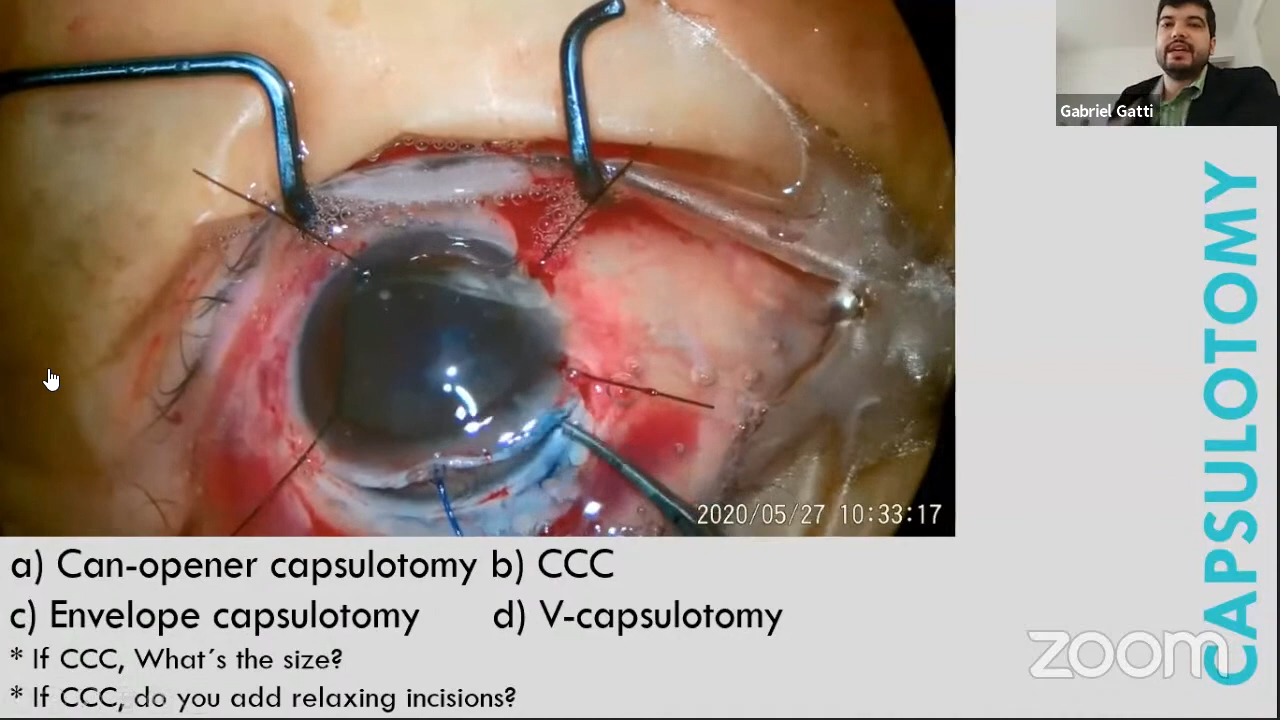 Gabriel Gatti
CAPSULOTOMY
2020/05/27 10:33:17
a) Can-opener capsulotomy b) CCC
c) Envelope capsulotomy d) V-capsulotomy
* If CCC, What´s the size?
* If CCC, do you add relaxing incisions?
zoom